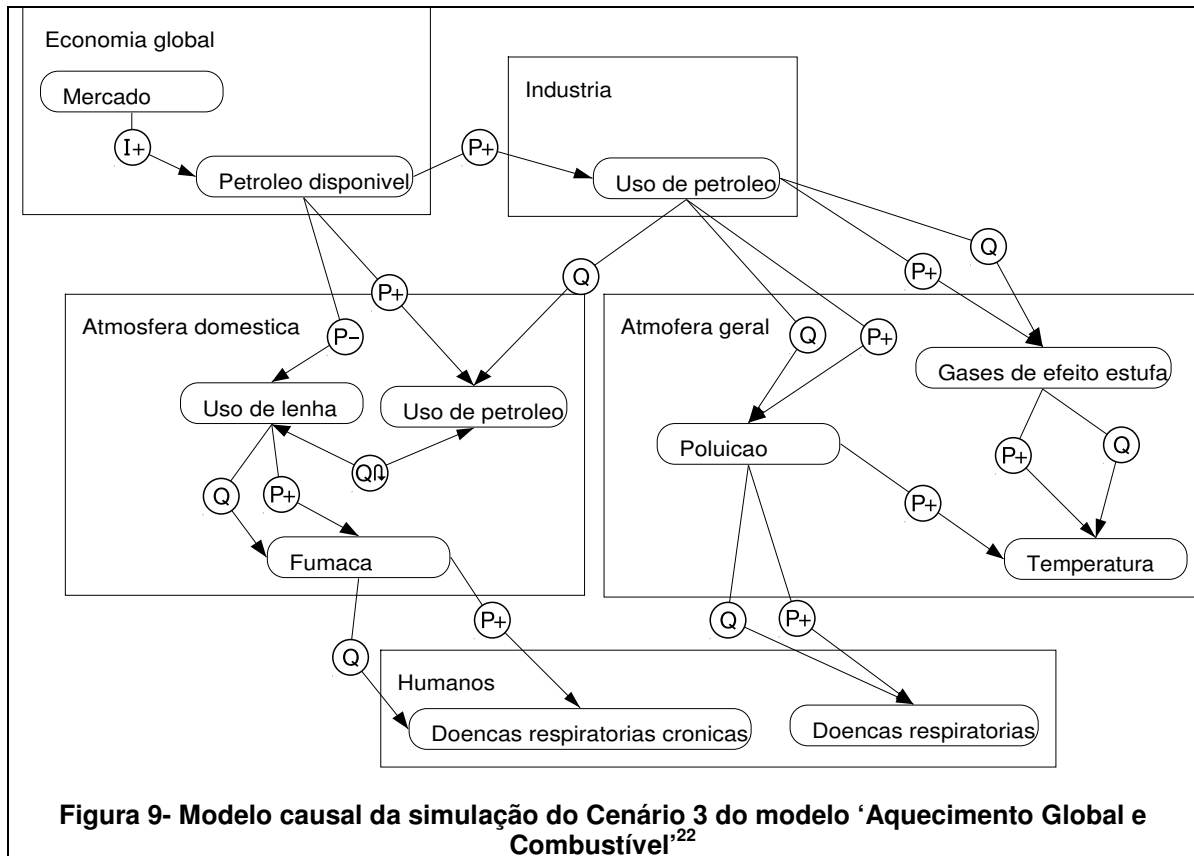 Economia global
Mercado
I+
Petroleo disponivel
P+
Industria
Uso de petroleo
Q
P+
Q
P+
Atmosfera domestica
P-
Uso de lenha
Uso de petroleo
Q
Q
P+
Fumaca
Atmofera geral
Q
P+
Gases de efeito estufa
Poluicao
P+
Q
P+
Temperatura
Q
P+
Q
P+
Humanos
Doencas respiratorias cronicas
Doencas respiratorias
Figura 9- Modelo causal da simulação do Cenário 3 do modelo ‘Aquecimento Global e
Combustível’22